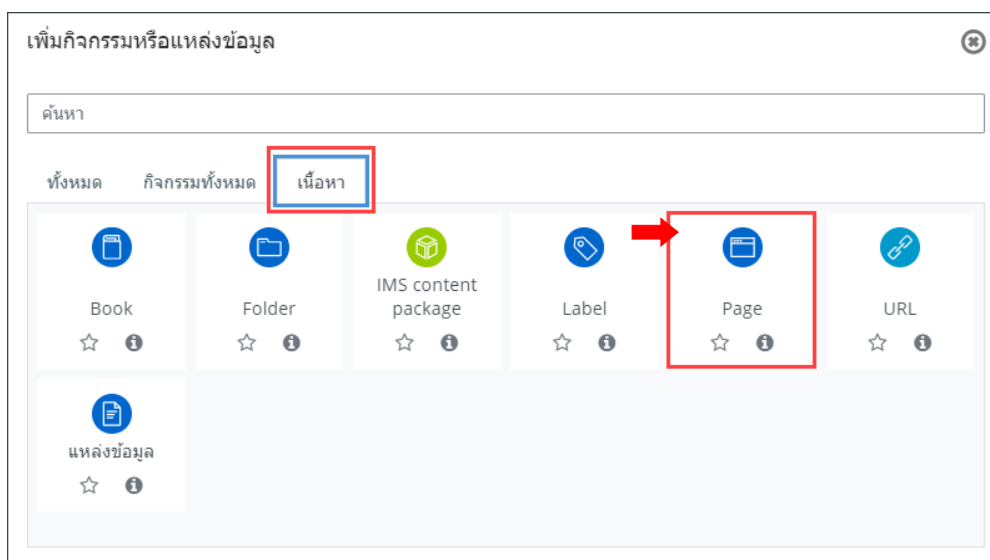 เพิ่มกิจกรรมหรือแหล่งข้อมูล
ค้นหา
ทั้งหมด กิจกรรมทั้งหมด เนื้อหา
Book Folder IMS content package Label Page URL
แหล่งข้อมูล